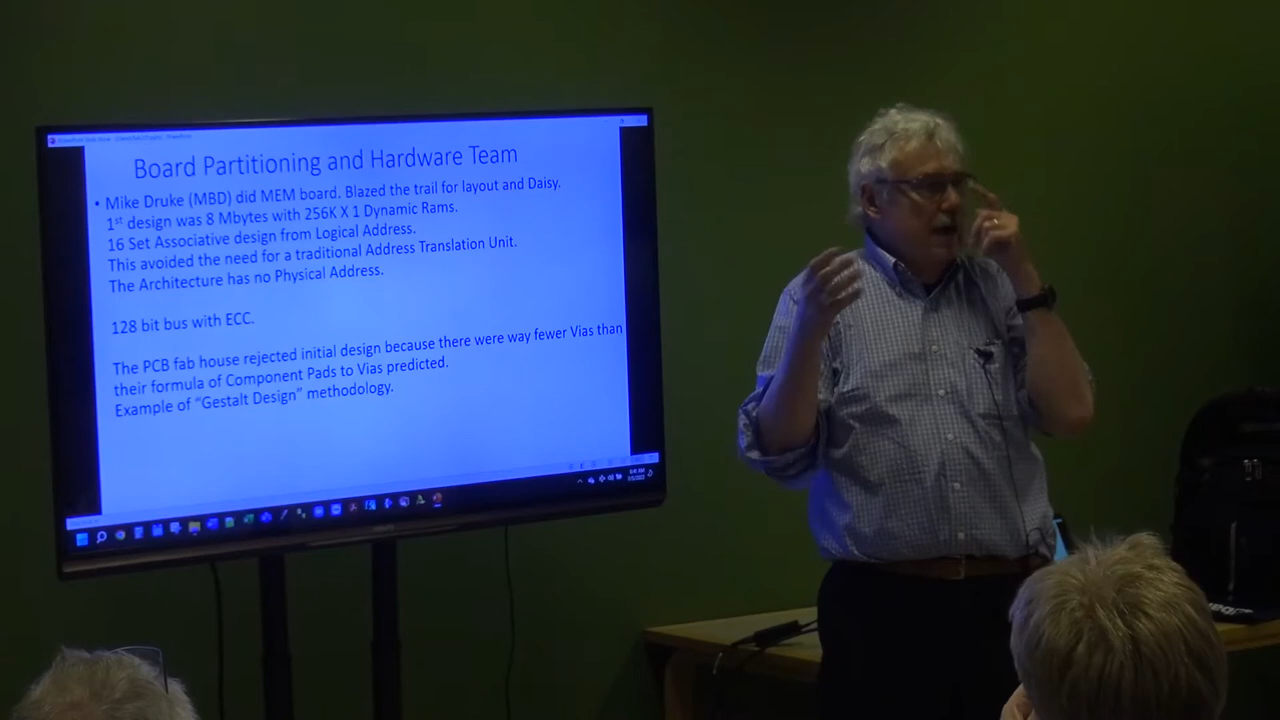 Board Partitioning and Hardware Team
• Mike Druke (MBD) did MEM board. Blazed the trail for layout and Daisy.
1st design was 8 Mbytes with 256K X 1 Dynamic Rams.
16 Set Associative design from Logical Address.
This avoided the need for a traditional Address Translation Unit.
The Architecture has no Physical Address.
128 bit bus with ECC.
The PCB fab house rejected initial design because there were way fewer Vias than
their formula of Component Pads to Vias predicted.
Example of “Gestalt Design” methodology.